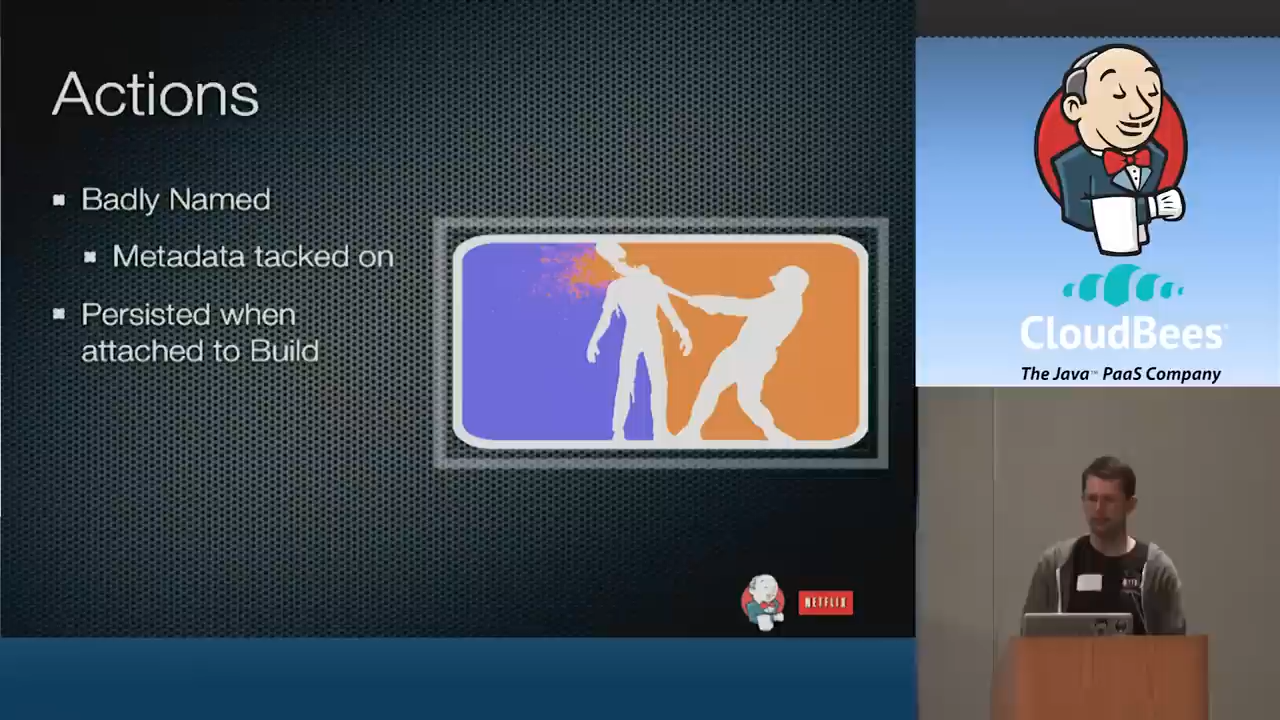 Actions
Badly Named
Metadata tacked on
Persisted when
attached to Build
NETFLIX
CloudBees
The Java™ PaaS Company